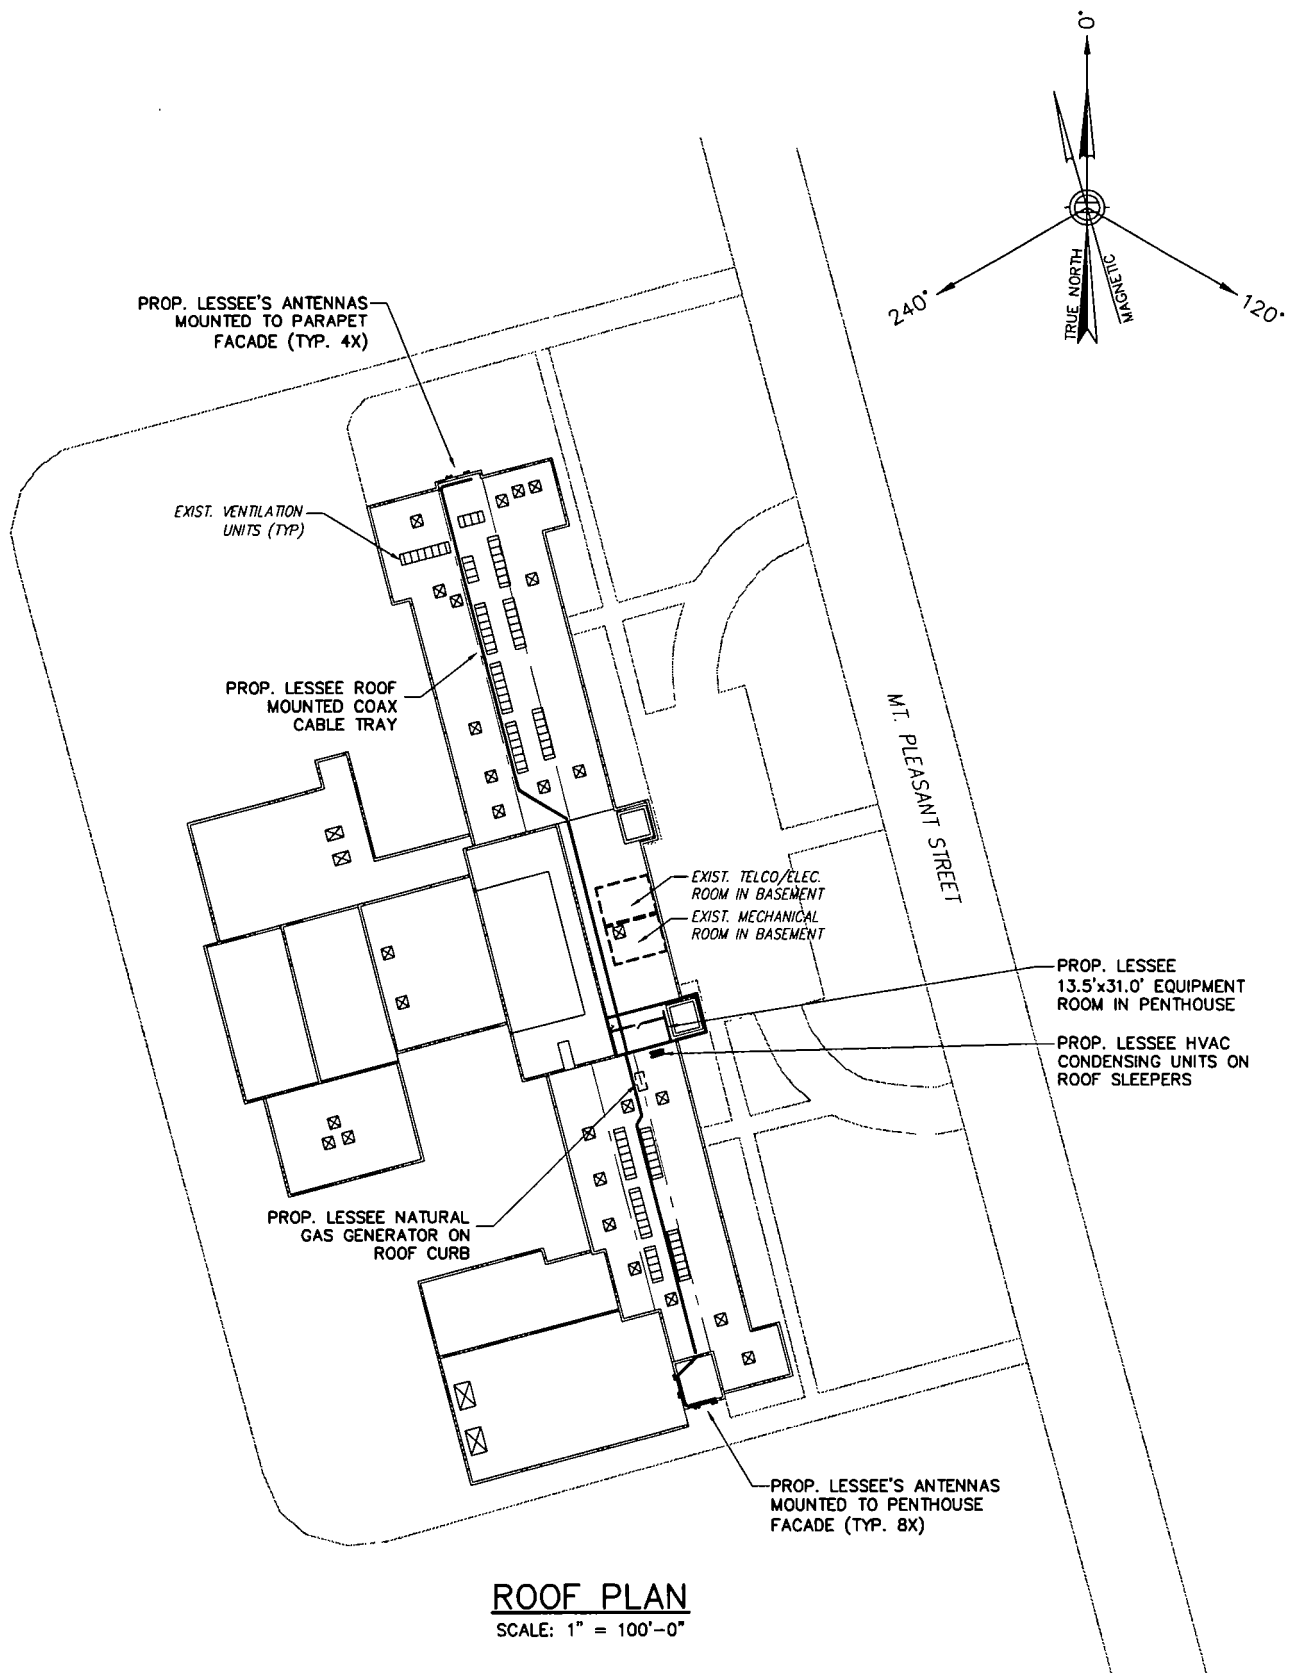 0°
240°
120°
TRUE NORTH
MAGNETIC
PROP. LESSEE'S ANTENNAS
MOUNTED TO PARAPET
FACADE (TYP. 4X)
EXIST. VENTILATION
UNITS (TYP)
PROP. LESSEE ROOF
MOUNTED COAX
CABLE TRAY
MT. PLEASANT STREET
EXIST. TELCO/ELEC.
ROOM IN BASEMENT
EXIST. MECHANICAL
ROOM IN BASEMENT
PROP. LESSEE
13.5'x31.0' EQUIPMENT
ROOM IN PENTHOUSE
PROP. LESSEE HVAC
CONDENSING UNITS ON
ROOF SLEEPERS
PROP. LESSEE NATURAL
GAS GENERATOR ON
ROOF CURB
PROP. LESSEE'S ANTENNAS
MOUNTED TO PENTHOUSE
FACADE (TYP. 8X)
ROOF PLAN
SCALE: 1" = 100'-0"